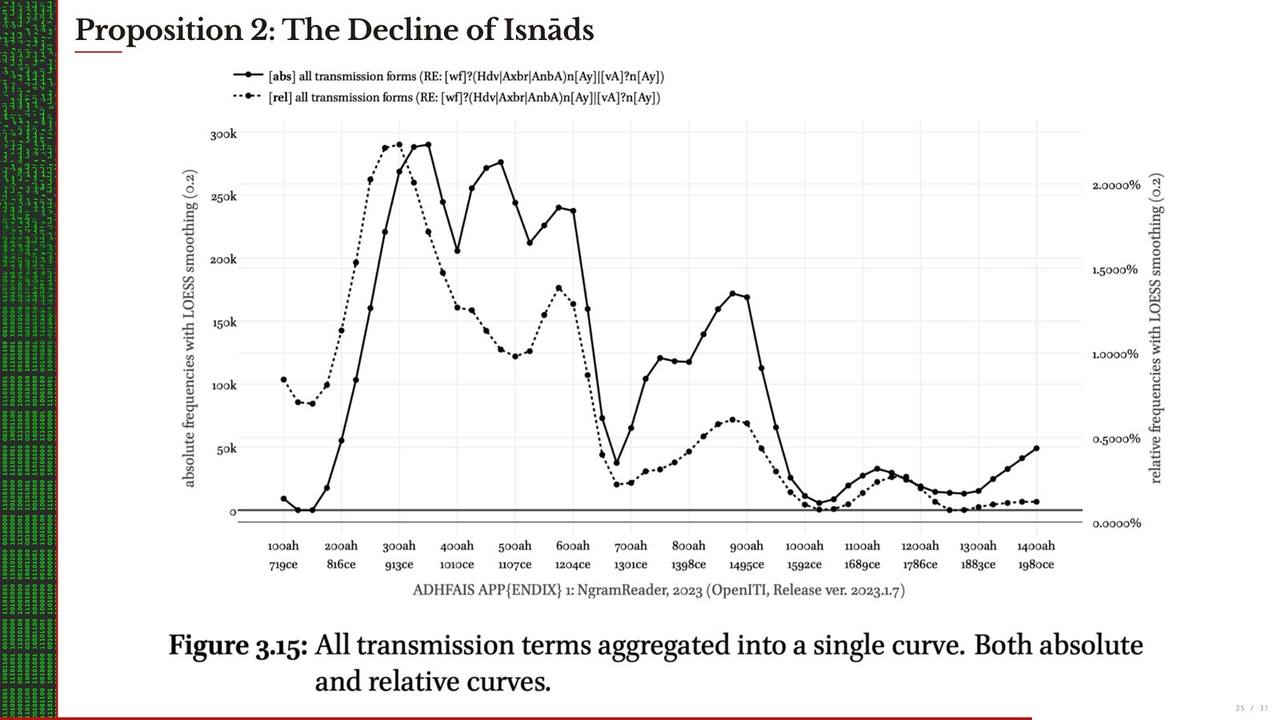 Proposition 2: The Decline of Isnāds
[abs] all transmission forms (RE: [wf]?(Hdv|Axbr|AnbA)n[Ay]|[vA]?n[Ay])
[rel] all transmission forms (RE: [wf]?(Hdv|Axbr|AnbA)n[Ay]|[vA]?n[Ay])
absolute frequencies with LOESS smoothing (0.2)
300k
250k
200k
150k
100k
50k
0
2.0000%
1.5000%
1.0000%
0.5000%
0.0000%
relative frequencies with LOESS smoothing (0.2)
100ah 200ah 300ah 400ah 500ah 600ah 700ah 800ah 900ah 1000ah 1100ah 1200ah 1300ah 1400ah
719ce 816ce 913ce 1010ce 1107ce 1204ce 1301ce 1398ce 1495ce 1592ce 1689ce 1786ce 1883ce 1980ce
ADHFAIS APP{ENDIX} 1: NgramReader, 2023 (OpenITI, Release ver. 2023.1.7)
Figure 3.15: All transmission terms aggregated into a single curve. Both absolute
and relative curves.
25 / 31